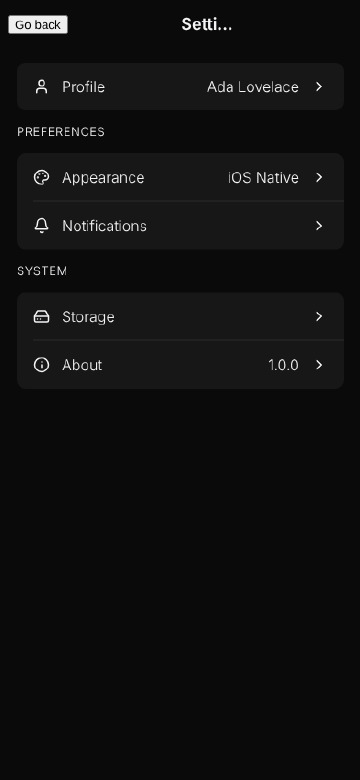 Go back
Setti...
Profile
Ada Lovelace
PREFERENCES
Appearance
iOS Native
Notifications
SYSTEM
Storage
About
1.0.0